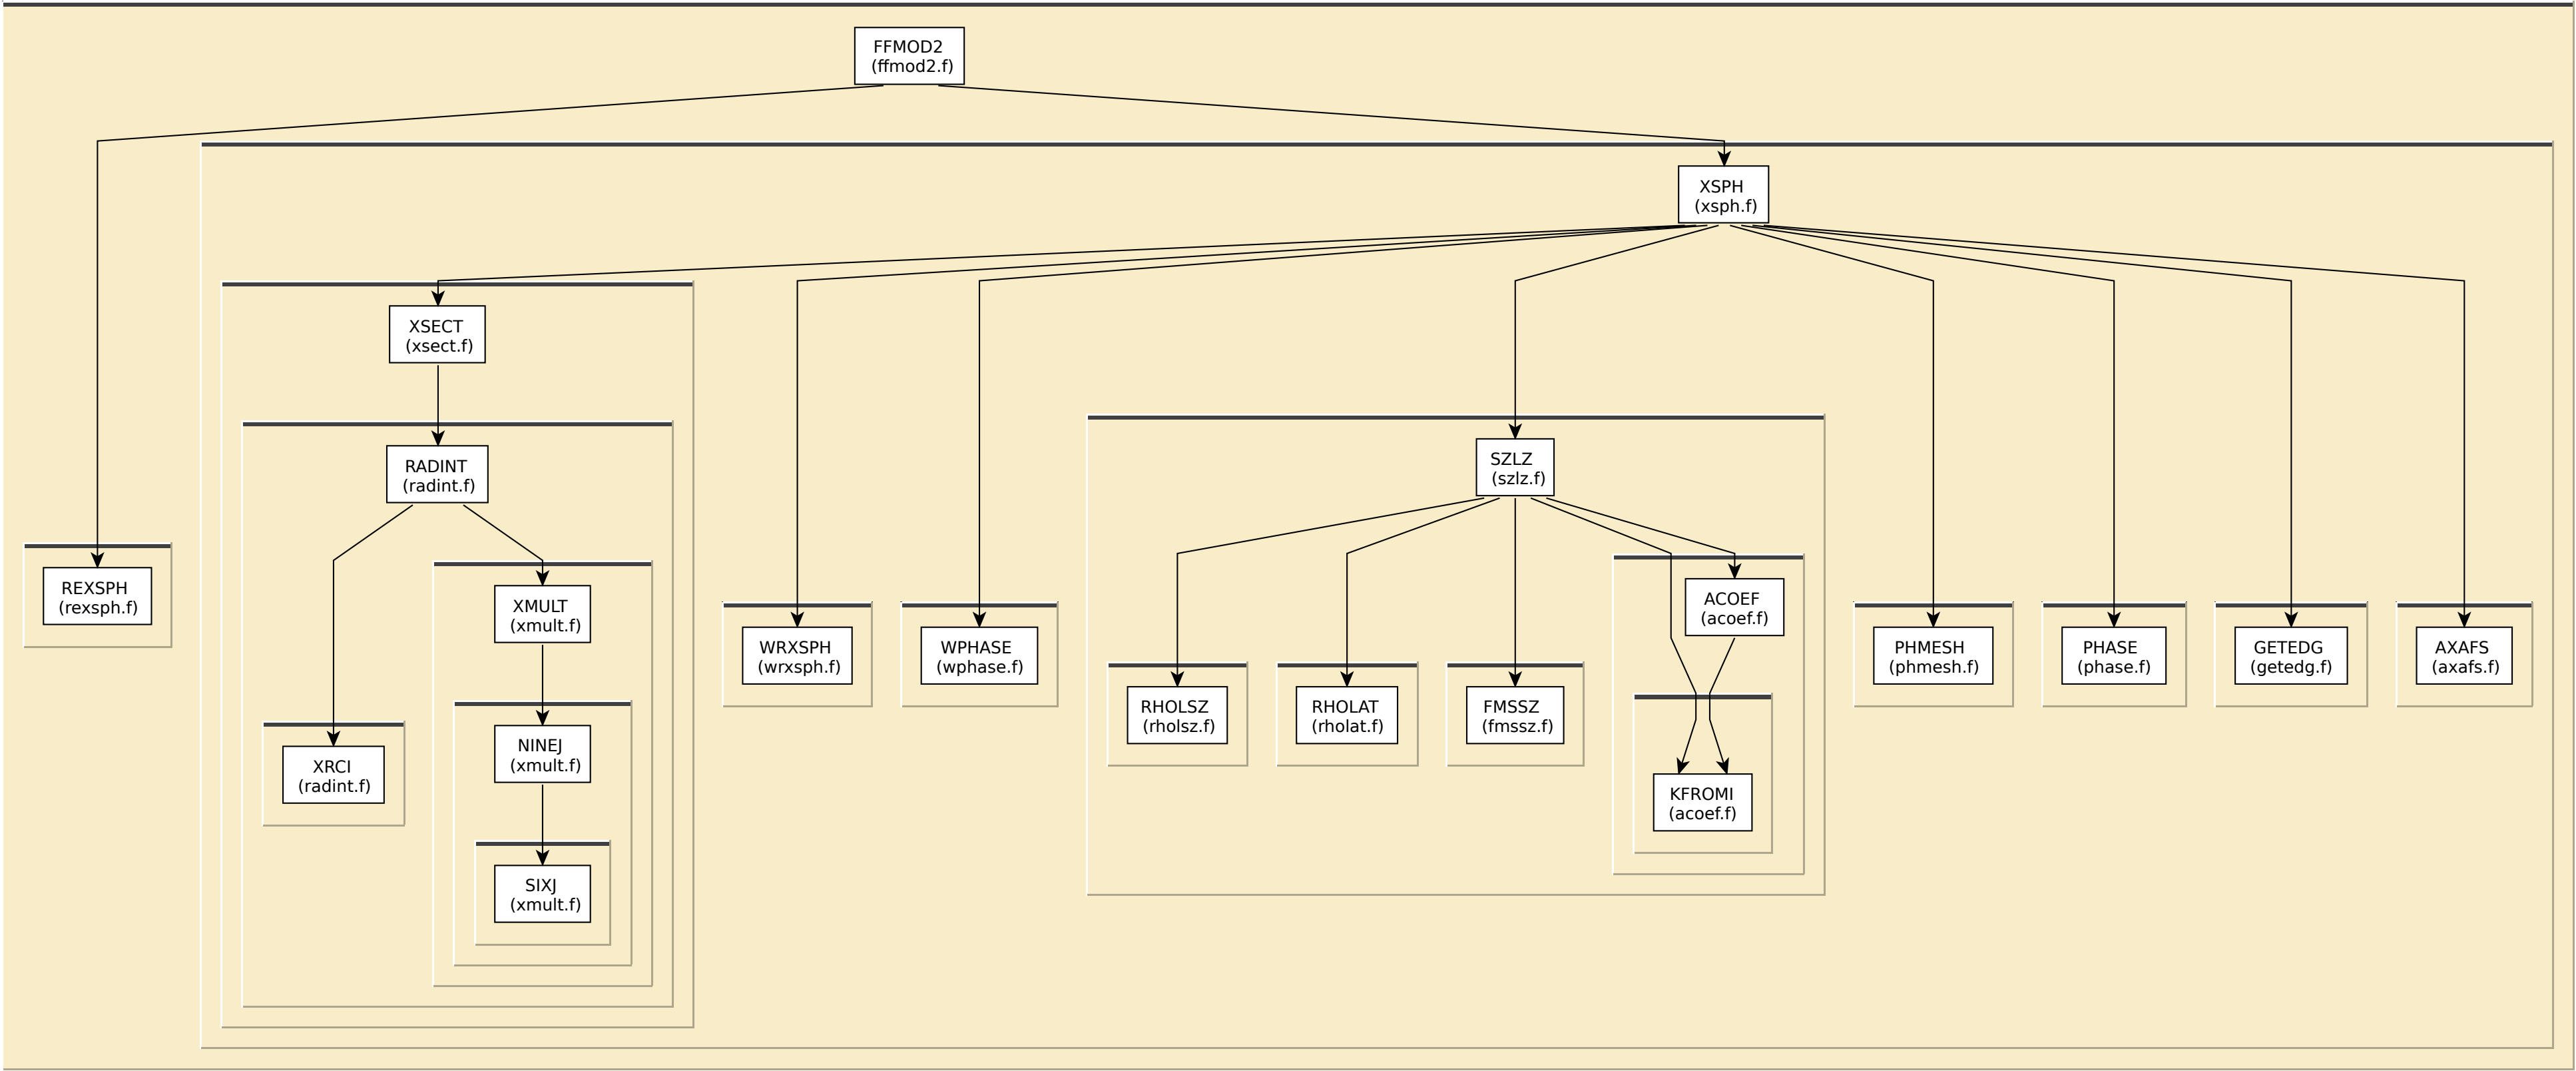 FFMOD2
(ffmod2.f)
XSPH
(xsph.f)
XSECT
(xsect.f)
RADINT
(radint.f)
SZLZ
(szlz.f)
REXSPH
(rexsph.f)
XMULT
(xmult.f)
ACOEF
(acoef.f)
WRXSPH
(wrxsph.f)
WPHASE
(wphase.f)
PHMESH
(phmesh.f)
PHASE
(phase.f)
GETEDG
(getedg.f)
AXAFS
(axafs.f)
RHOLSZ
(rholsz.f)
RHOLAT
(rholat.f)
FMSSZ
(fmssz.f)
XRCI
(radint.f)
NINEJ
(xmult.f)
KFROMI
(acoef.f)
SIXJ
(xmult.f)